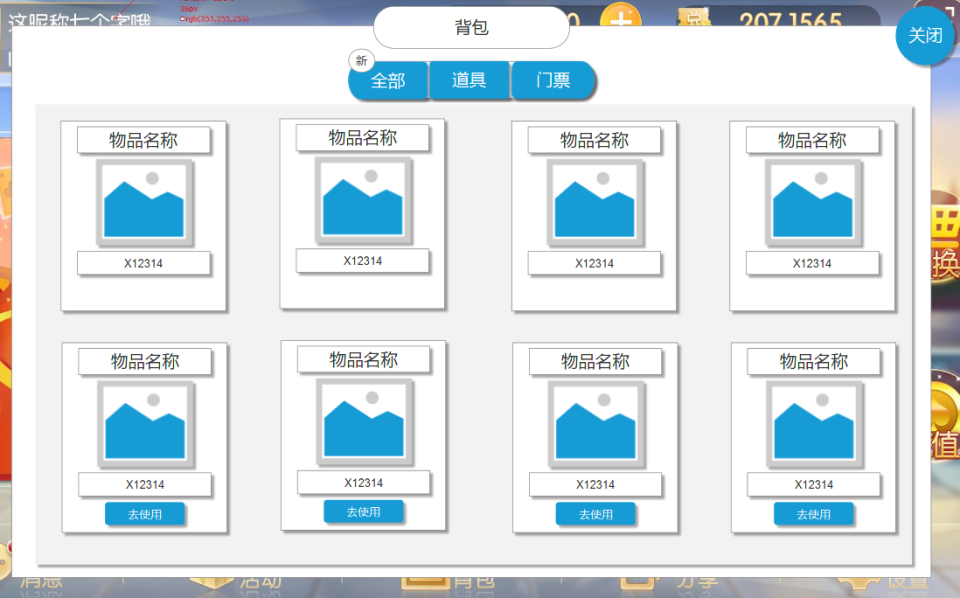 这昵称七个字哦
36px
rgb(255,255,255)
背包
0
207.1565
关闭
新
全部
道具
门票
物品名称
物品名称
物品名称
物品名称
X12314
X12314
X12314
X12314
换
物品名称
物品名称
物品名称
物品名称
值
X12314
X12314
X12314
X12314
去使用
去使用
去使用
去使用
消息
活动
背包
分享
设置